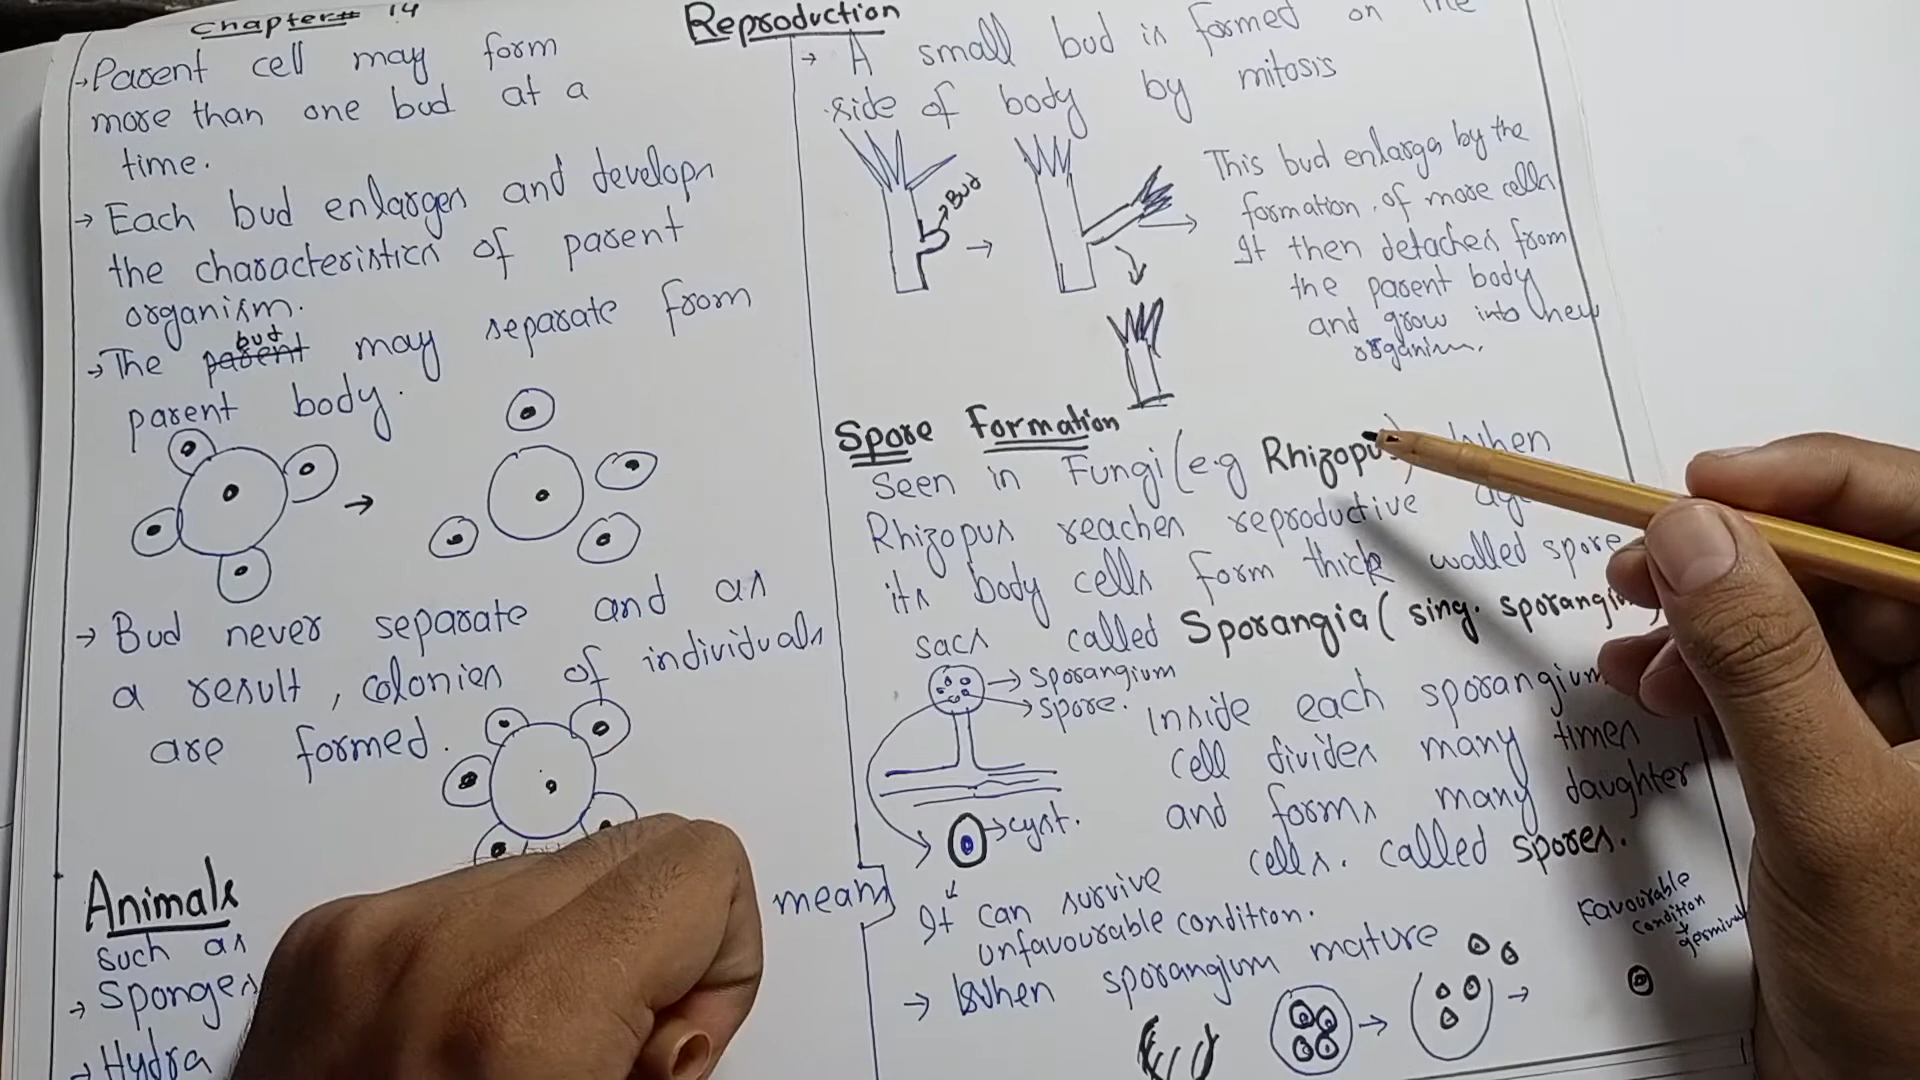 Chapter# 14
Reproduction
→Parent cell may form
more than one bud at a
time.
→ Each bud enlarges and develops
the characteristics of parent
organism.
bud
→The parent may separate from
parent body.
→ Bud never separate and as
a result, colonies of individuals
are formed.
Animals
such as
→ Sponges
→ Hydra
means
→ A small bud is formed on the
side of body by mitosis
Bud
This bud enlarges by the
formation of more cells
It then detaches from
the parent body
and grow into new
organism.
Spore Formation
Seen in Fungi (e.g Rhizopus) When
Rhizopus reaches reproductive age
its body cells form thick walled spore
sacs called Sporangia (sing. sporangium)
→ sporangium
→ spore.
Inside each sporangium
cell divides many times
and forms many daughter
cells. called spores.
→ cyst.
It can survive
unfavourable condition.
→ When sporangium mature
Favourable
condition